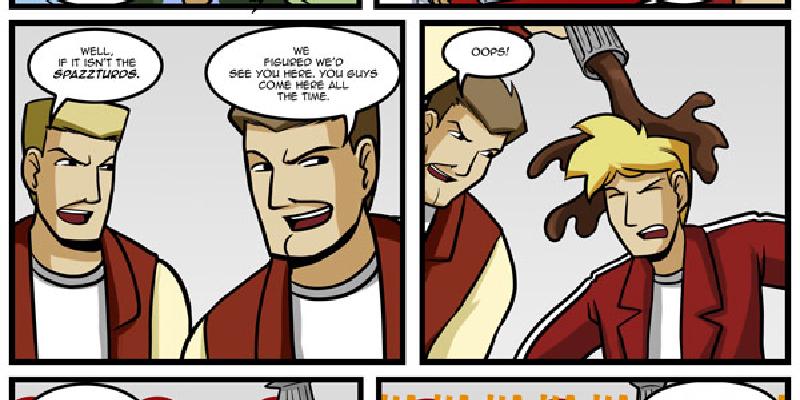 WELL,
IF IT ISN'T THE
SPAZZTURDS.
WE
FIGURED WE'D
SEE YOU HERE. YOU GUYS
COME HERE ALL
THE TIME.
OOPS!